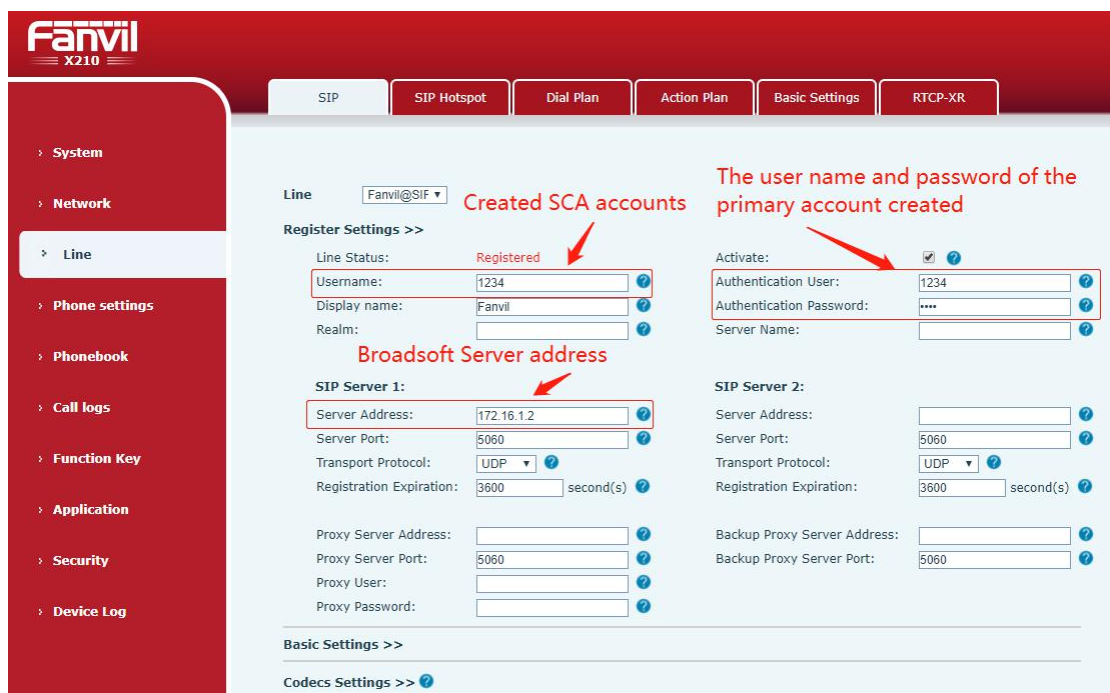 Fanvil
X210
SIP
SIP Hotspot
Dial Plan
Action Plan
Basic Settings
RTCP-XR
› System
› Network
› Line
› Phone settings
› Phonebook
› Call logs
› Function Key
› Application
› Security
› Device Log
Line Fanvil@SIF
Created SCA accounts
The user name and password of the
primary account created
Register Settings >>
Line Status: Registered
Activate:
Username: 1234
Authentication User: 1234
Display name: Fanvil
Authentication Password: ••••
Realm:
Server Name:
Broadsoft Server address
SIP Server 1:
SIP Server 2:
Server Address: 172.16.1.2
Server Address:
Server Port: 5060
Server Port: 5060
Transport Protocol: UDP
Transport Protocol: UDP
Registration Expiration: 3600 second(s)
Registration Expiration: 3600 second(s)
Proxy Server Address:
Backup Proxy Server Address:
Proxy Server Port: 5060
Backup Proxy Server Port: 5060
Proxy User:
Proxy Password:
Basic Settings >>
Codecs Settings >>